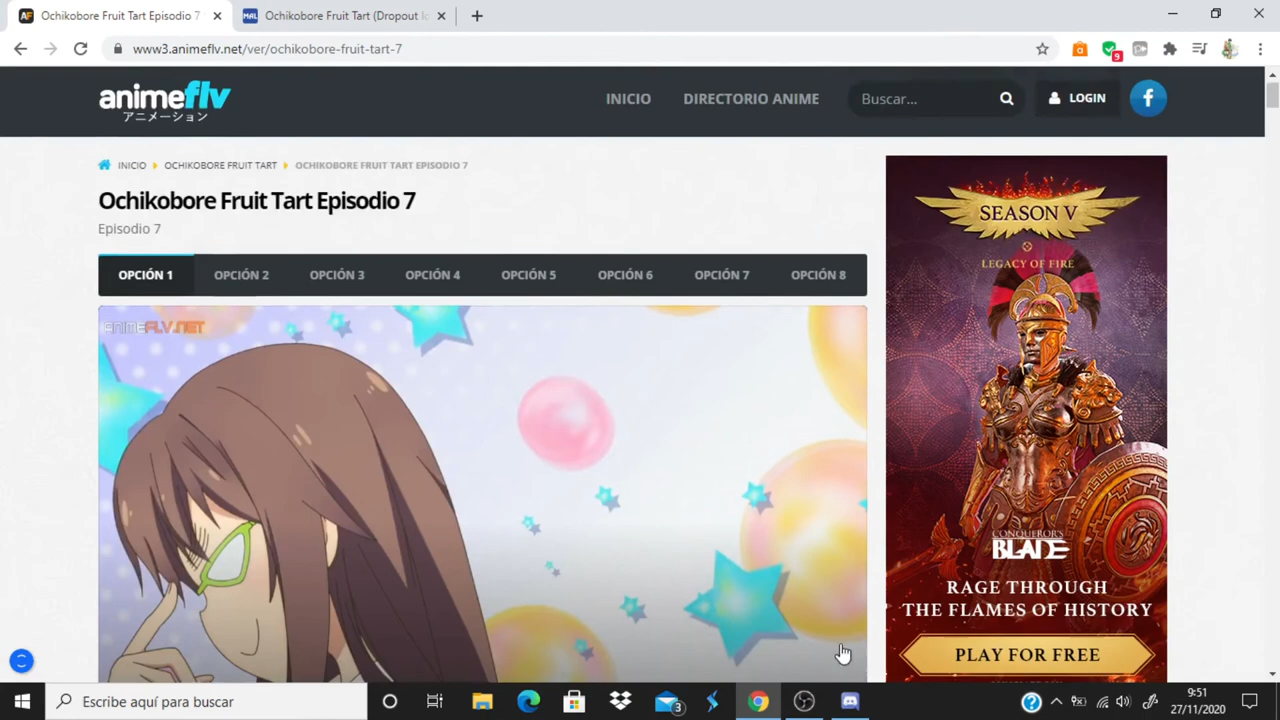 Ochikobore Fruit Tart Episodio 7
MAL Ochikobore Fruit Tart (Dropout Id
www3.animeflv.net/ver/ochikobore-fruit-tart-7
9
animeflv
アニメーション
INICIO DIRECTORIO ANIME Buscar... LOGIN
INICIO OCHIKOBORE FRUIT TART OCHIKOBORE FRUIT TART EPISODIO 7
Ochikobore Fruit Tart Episodio 7
Episodio 7
OPCIÓN 1 OPCIÓN 2 OPCIÓN 3 OPCIÓN 4 OPCIÓN 5 OPCIÓN 6 OPCIÓN 7 OPCIÓN 8
ANIMEFLV.NET
SEASON V
LEGACY OF FIRE
CONQUEROR'S
BLADE
RAGE THROUGH
THE FLAMES OF HISTORY
PLAY FOR FREE
Escribe aquí para buscar
3
9:51
27/11/2020